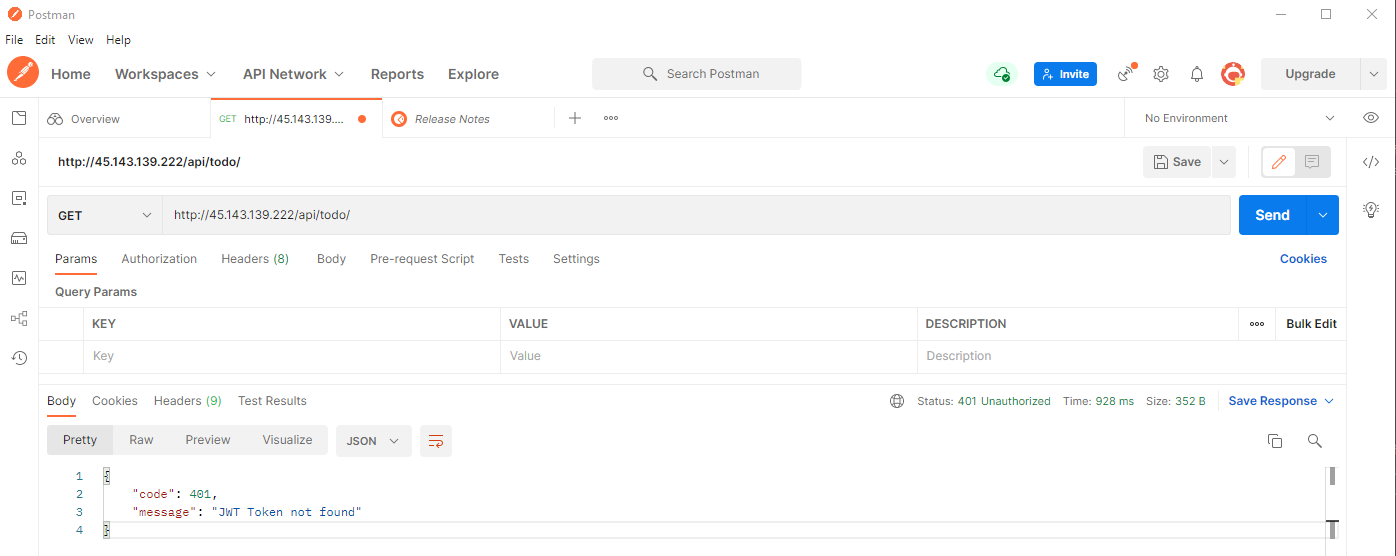 Postman
File Edit View Help
Home Workspaces API Network Reports Explore Search Postman Invite Upgrade
Overview GET http://45.143.139.... Release Notes No Environment
http://45.143.139.222/api/todo/ Save
GET http://45.143.139.222/api/todo/ Send
Params Authorization Headers (8) Body Pre-request Script Tests Settings Cookies
Query Params
KEY VALUE DESCRIPTION Bulk Edit
Key Value Description
Body Cookies Headers (9) Test Results Status: 401 Unauthorized Time: 928 ms Size: 352 B Save Response
Pretty Raw Preview Visualize JSON
1 {
2 "code": 401,
3 "message": "JWT Token not found"
4 }